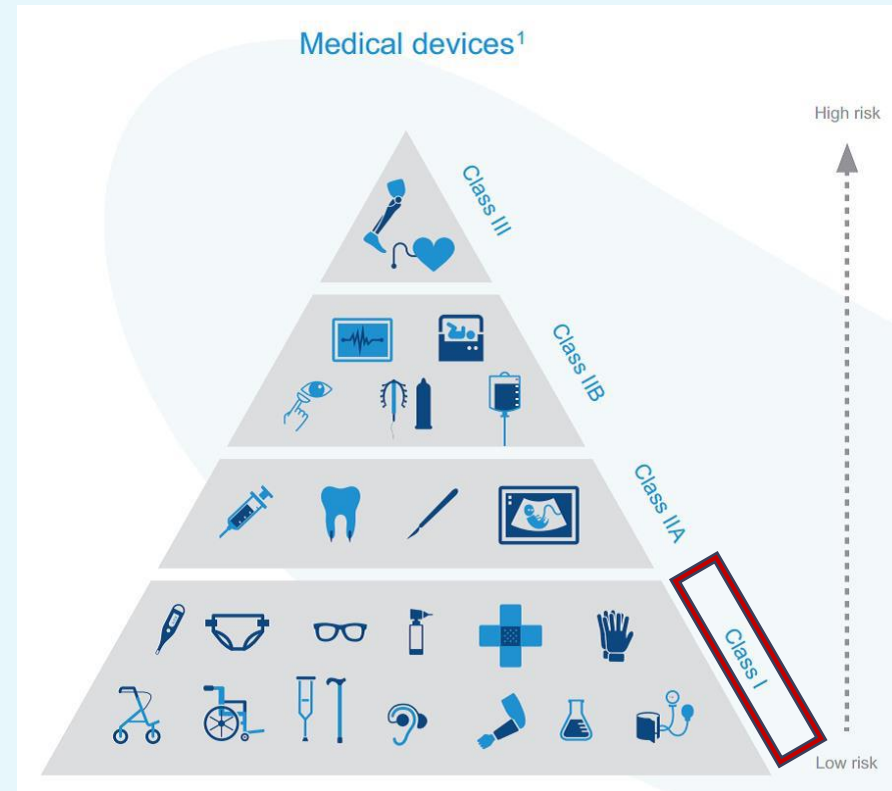 Medical devices¹
High risk
Class III
Class IIB
Class IIA
Class I
Low risk